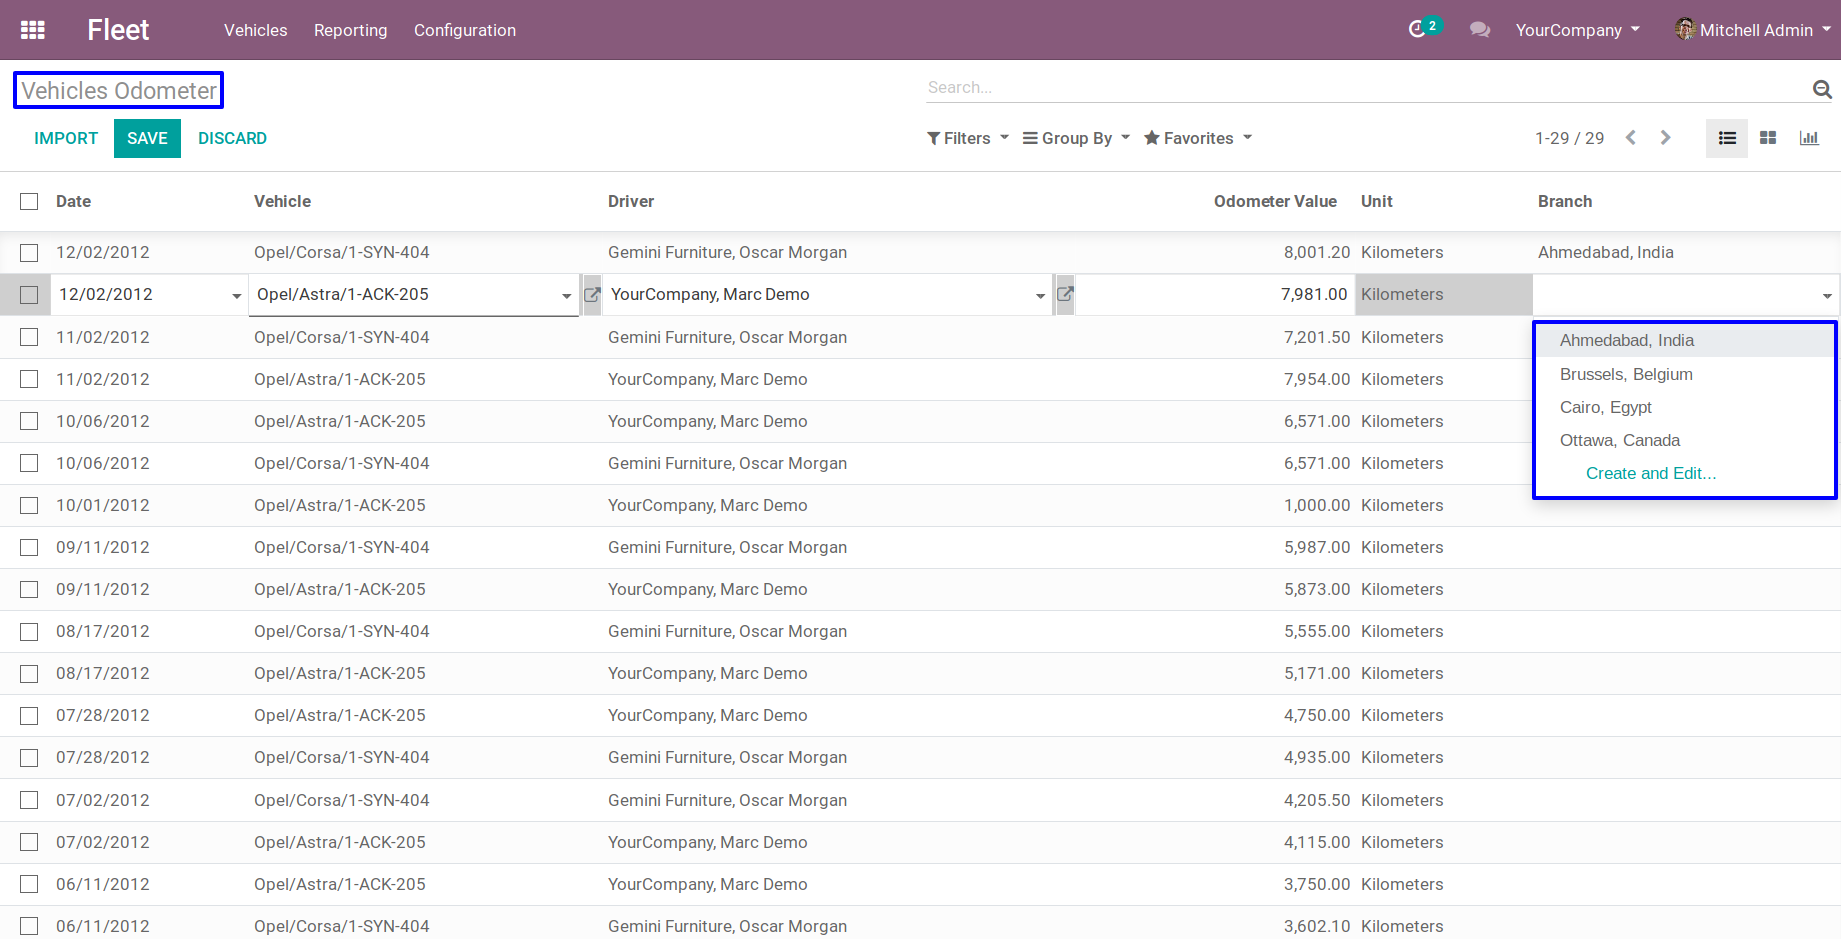 Fleet Vehicles Reporting Configuration 2 YourCompany Mitchell Admin
Vehicles Odometer Search...
IMPORT SAVE DISCARD Filters Group By Favorites 1-29 / 29
Date Vehicle Driver Odometer Value Unit Branch
12/02/2012 Opel/Corsa/1-SYN-404 Gemini Furniture, Oscar Morgan 8,001.20 Kilometers Ahmedabad, India
12/02/2012 Opel/Astra/1-ACK-205 YourCompany, Marc Demo 7,981.00 Kilometers
11/02/2012 Opel/Corsa/1-SYN-404 Gemini Furniture, Oscar Morgan 7,201.50 Kilometers
11/02/2012 Opel/Astra/1-ACK-205 YourCompany, Marc Demo 7,954.00 Kilometers
10/06/2012 Opel/Astra/1-ACK-205 YourCompany, Marc Demo 6,571.00 Kilometers
10/06/2012 Opel/Corsa/1-SYN-404 Gemini Furniture, Oscar Morgan 6,571.00 Kilometers
10/01/2012 Opel/Astra/1-ACK-205 YourCompany, Marc Demo 1,000.00 Kilometers
09/11/2012 Opel/Corsa/1-SYN-404 Gemini Furniture, Oscar Morgan 5,987.00 Kilometers
09/11/2012 Opel/Astra/1-ACK-205 YourCompany, Marc Demo 5,873.00 Kilometers
08/17/2012 Opel/Corsa/1-SYN-404 Gemini Furniture, Oscar Morgan 5,555.00 Kilometers
08/17/2012 Opel/Astra/1-ACK-205 YourCompany, Marc Demo 5,171.00 Kilometers
07/28/2012 Opel/Astra/1-ACK-205 YourCompany, Marc Demo 4,750.00 Kilometers
07/28/2012 Opel/Corsa/1-SYN-404 Gemini Furniture, Oscar Morgan 4,935.00 Kilometers
07/02/2012 Opel/Corsa/1-SYN-404 Gemini Furniture, Oscar Morgan 4,205.50 Kilometers
07/02/2012 Opel/Astra/1-ACK-205 YourCompany, Marc Demo 4,115.00 Kilometers
06/11/2012 Opel/Astra/1-ACK-205 YourCompany, Marc Demo 3,750.00 Kilometers
06/11/2012 Opel/Corsa/1-SYN-404 Gemini Furniture, Oscar Morgan 3,602.10 Kilometers
Ahmedabad, India
Brussels, Belgium
Cairo, Egypt
Ottawa, Canada
Create and Edit...